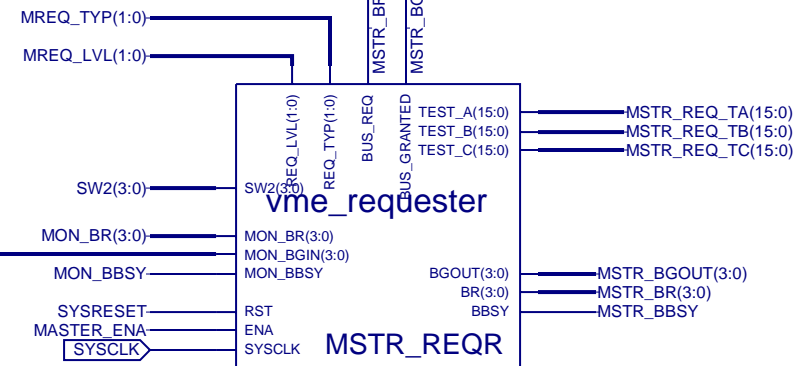 MREQ_TYP(1:0)
MREQ_LVL(1:0)
REQ_LVL(1:0)
REQ_TYP(1:0)
BUS_REQ
BUS_GRANTED
TEST_A(15:0)
MSTR_REQ_TA(15:0)
TEST_B(15:0)
MSTR_REQ_TB(15:0)
TEST_C(15:0)
MSTR_REQ_TC(15:0)
SW2(3:0)
SW2(3:0)
vme_requester
MON_BR(3:0)
MON_BR(3:0)
MON_BGIN(3:0)
MON_BBSY
MON_BBSY
BGOUT(3:0)
MSTR_BGOUT(3:0)
BR(3:0)
MSTR_BR(3:0)
SYSRESET
RST
BBSY
MSTR_BBSY
MASTER_ENA
ENA
SYSCLK
SYSCLK
MSTR_REQR